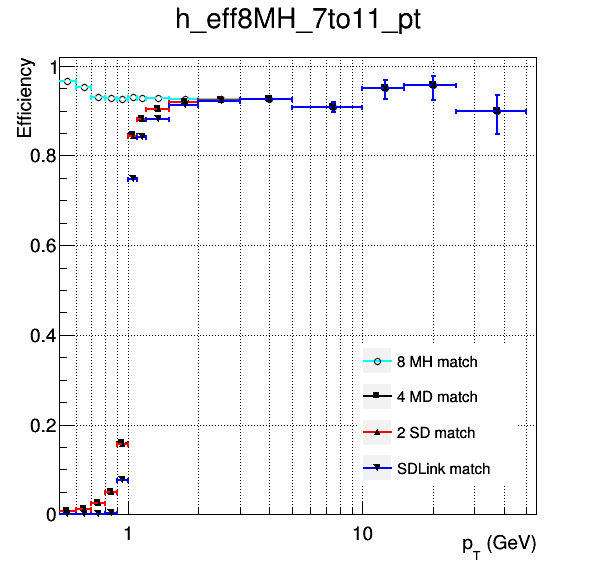 h_eff8MH_7to11_pt
Efficiency
1
0.8
0.6
0.4
0.2
0
8 MH match
4 MD match
2 SD match
SDLink match
1
10
p_T (GeV)